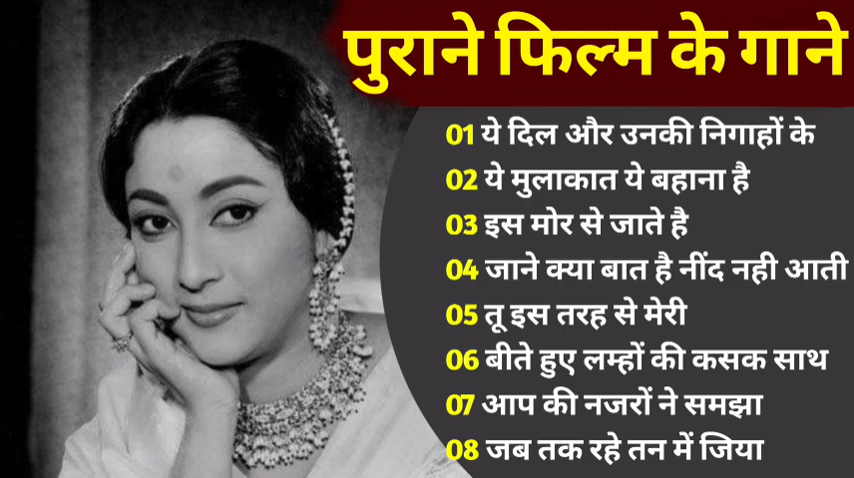 पुराने फिल्म के गाने
01 ये दिल और उनकी निगाहों के
02 ये मुलाकात ये बहाना है
03 इस मोर से जाते है
04 जाने क्या बात है नींद नही आती
05 तू इस तरह से मेरी
06 बीते हुए लम्हों की कसक साथ
07 आप की नजरों ने समझा
08 जब तक रहे तन में जिया